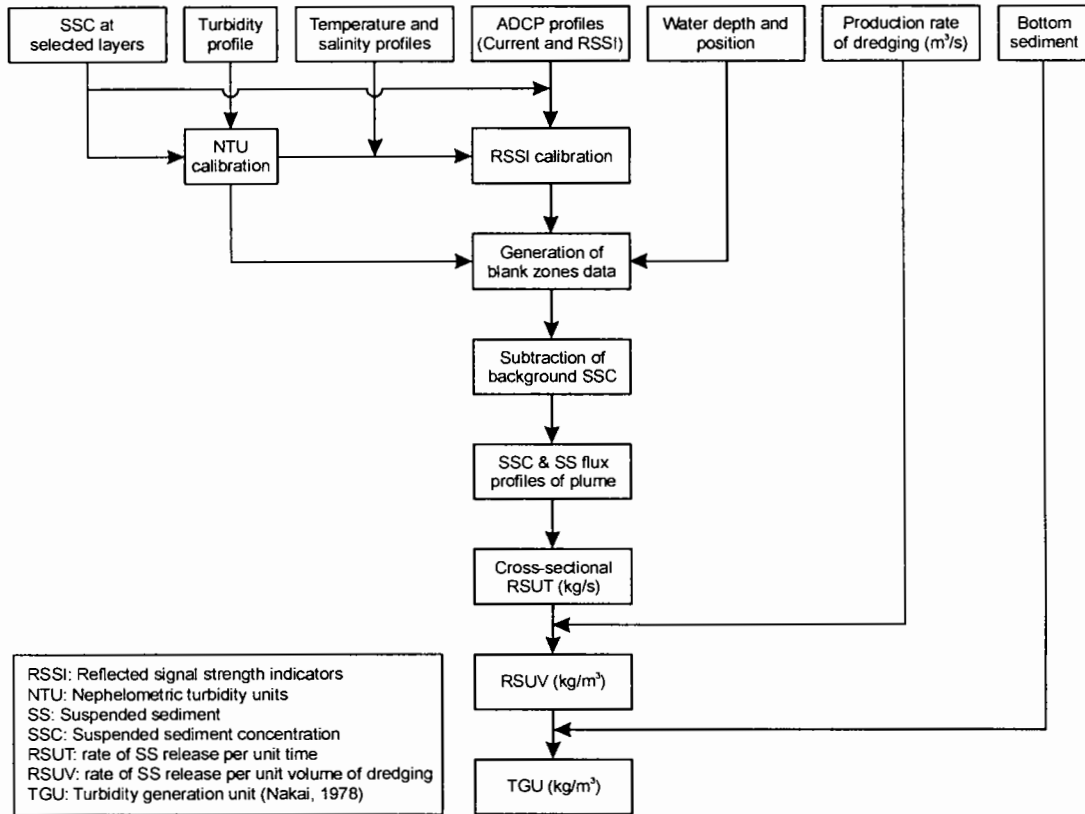 SSC at
selected layers
Turbidity
profile
Temperature and
salinity profiles
ADCP profiles
(Current and RSSI)
Water depth and
position
Production rate
of dredging (m³/s)
Bottom
sediment
NTU
calibration
RSSI calibration
Generation of
blank zones data
Subtraction of
background SSC
SSC & SS flux
profiles of plume
Cross-sectional
RSUT (kg/s)
RSUV (kg/m³)
TGU (kg/m³)
RSSI: Reflected signal strength indicators
NTU: Nephelometric turbidity units
SS: Suspended sediment
SSC: Suspended sediment concentration
RSUT: rate of SS release per unit time
RSUV: rate of SS release per unit volume of dredging
TGU: Turbidity generation unit (Nakai, 1978)